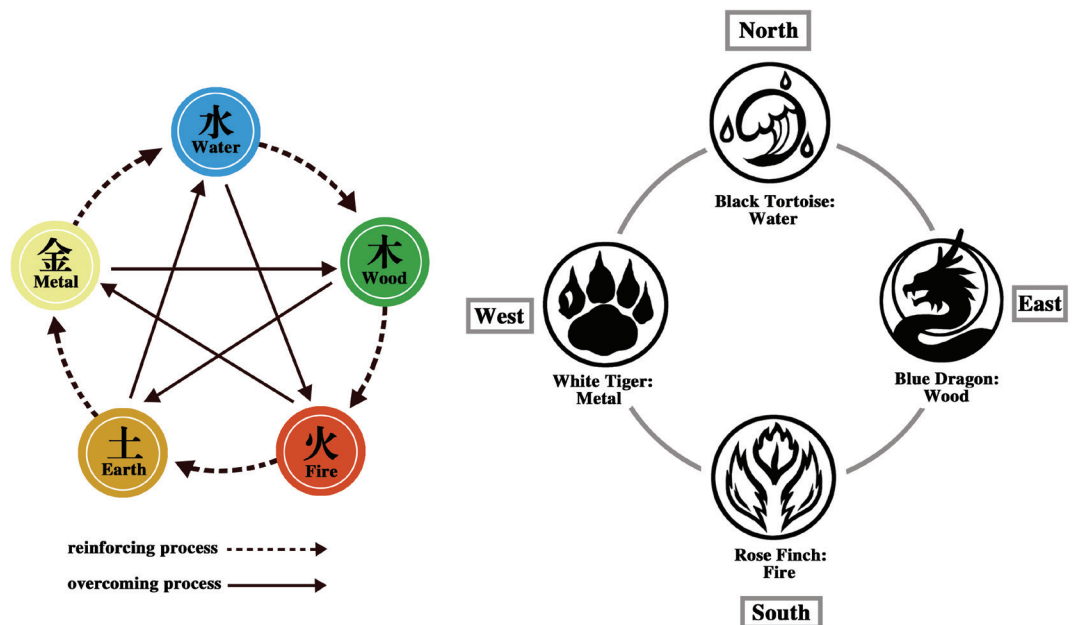 水
Water
木
Wood
火
Fire
土
Earth
金
Metal
reinforcing process
overcoming process
North
Black Tortoise:
Water
West
White Tiger:
Metal
East
Blue Dragon:
Wood
Rose Finch:
Fire
South